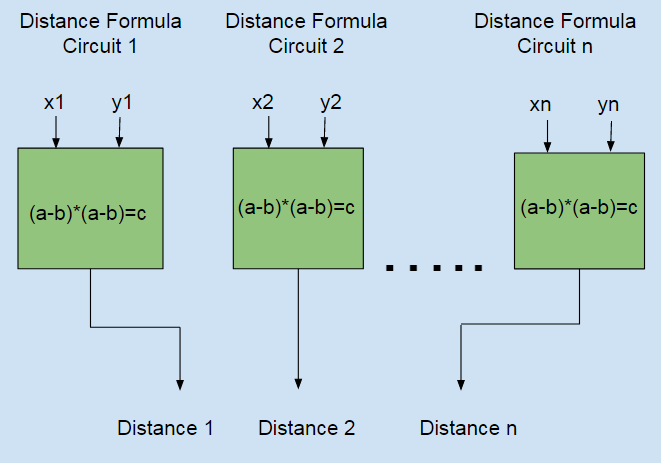 Distance Formula
Circuit 1
Distance Formula
Circuit 2
Distance Formula
Circuit n
x1 y1
x2 y2
xn yn
(a-b)*(a-b)=c
(a-b)*(a-b)=c
(a-b)*(a-b)=c
Distance 1
Distance 2
Distance n